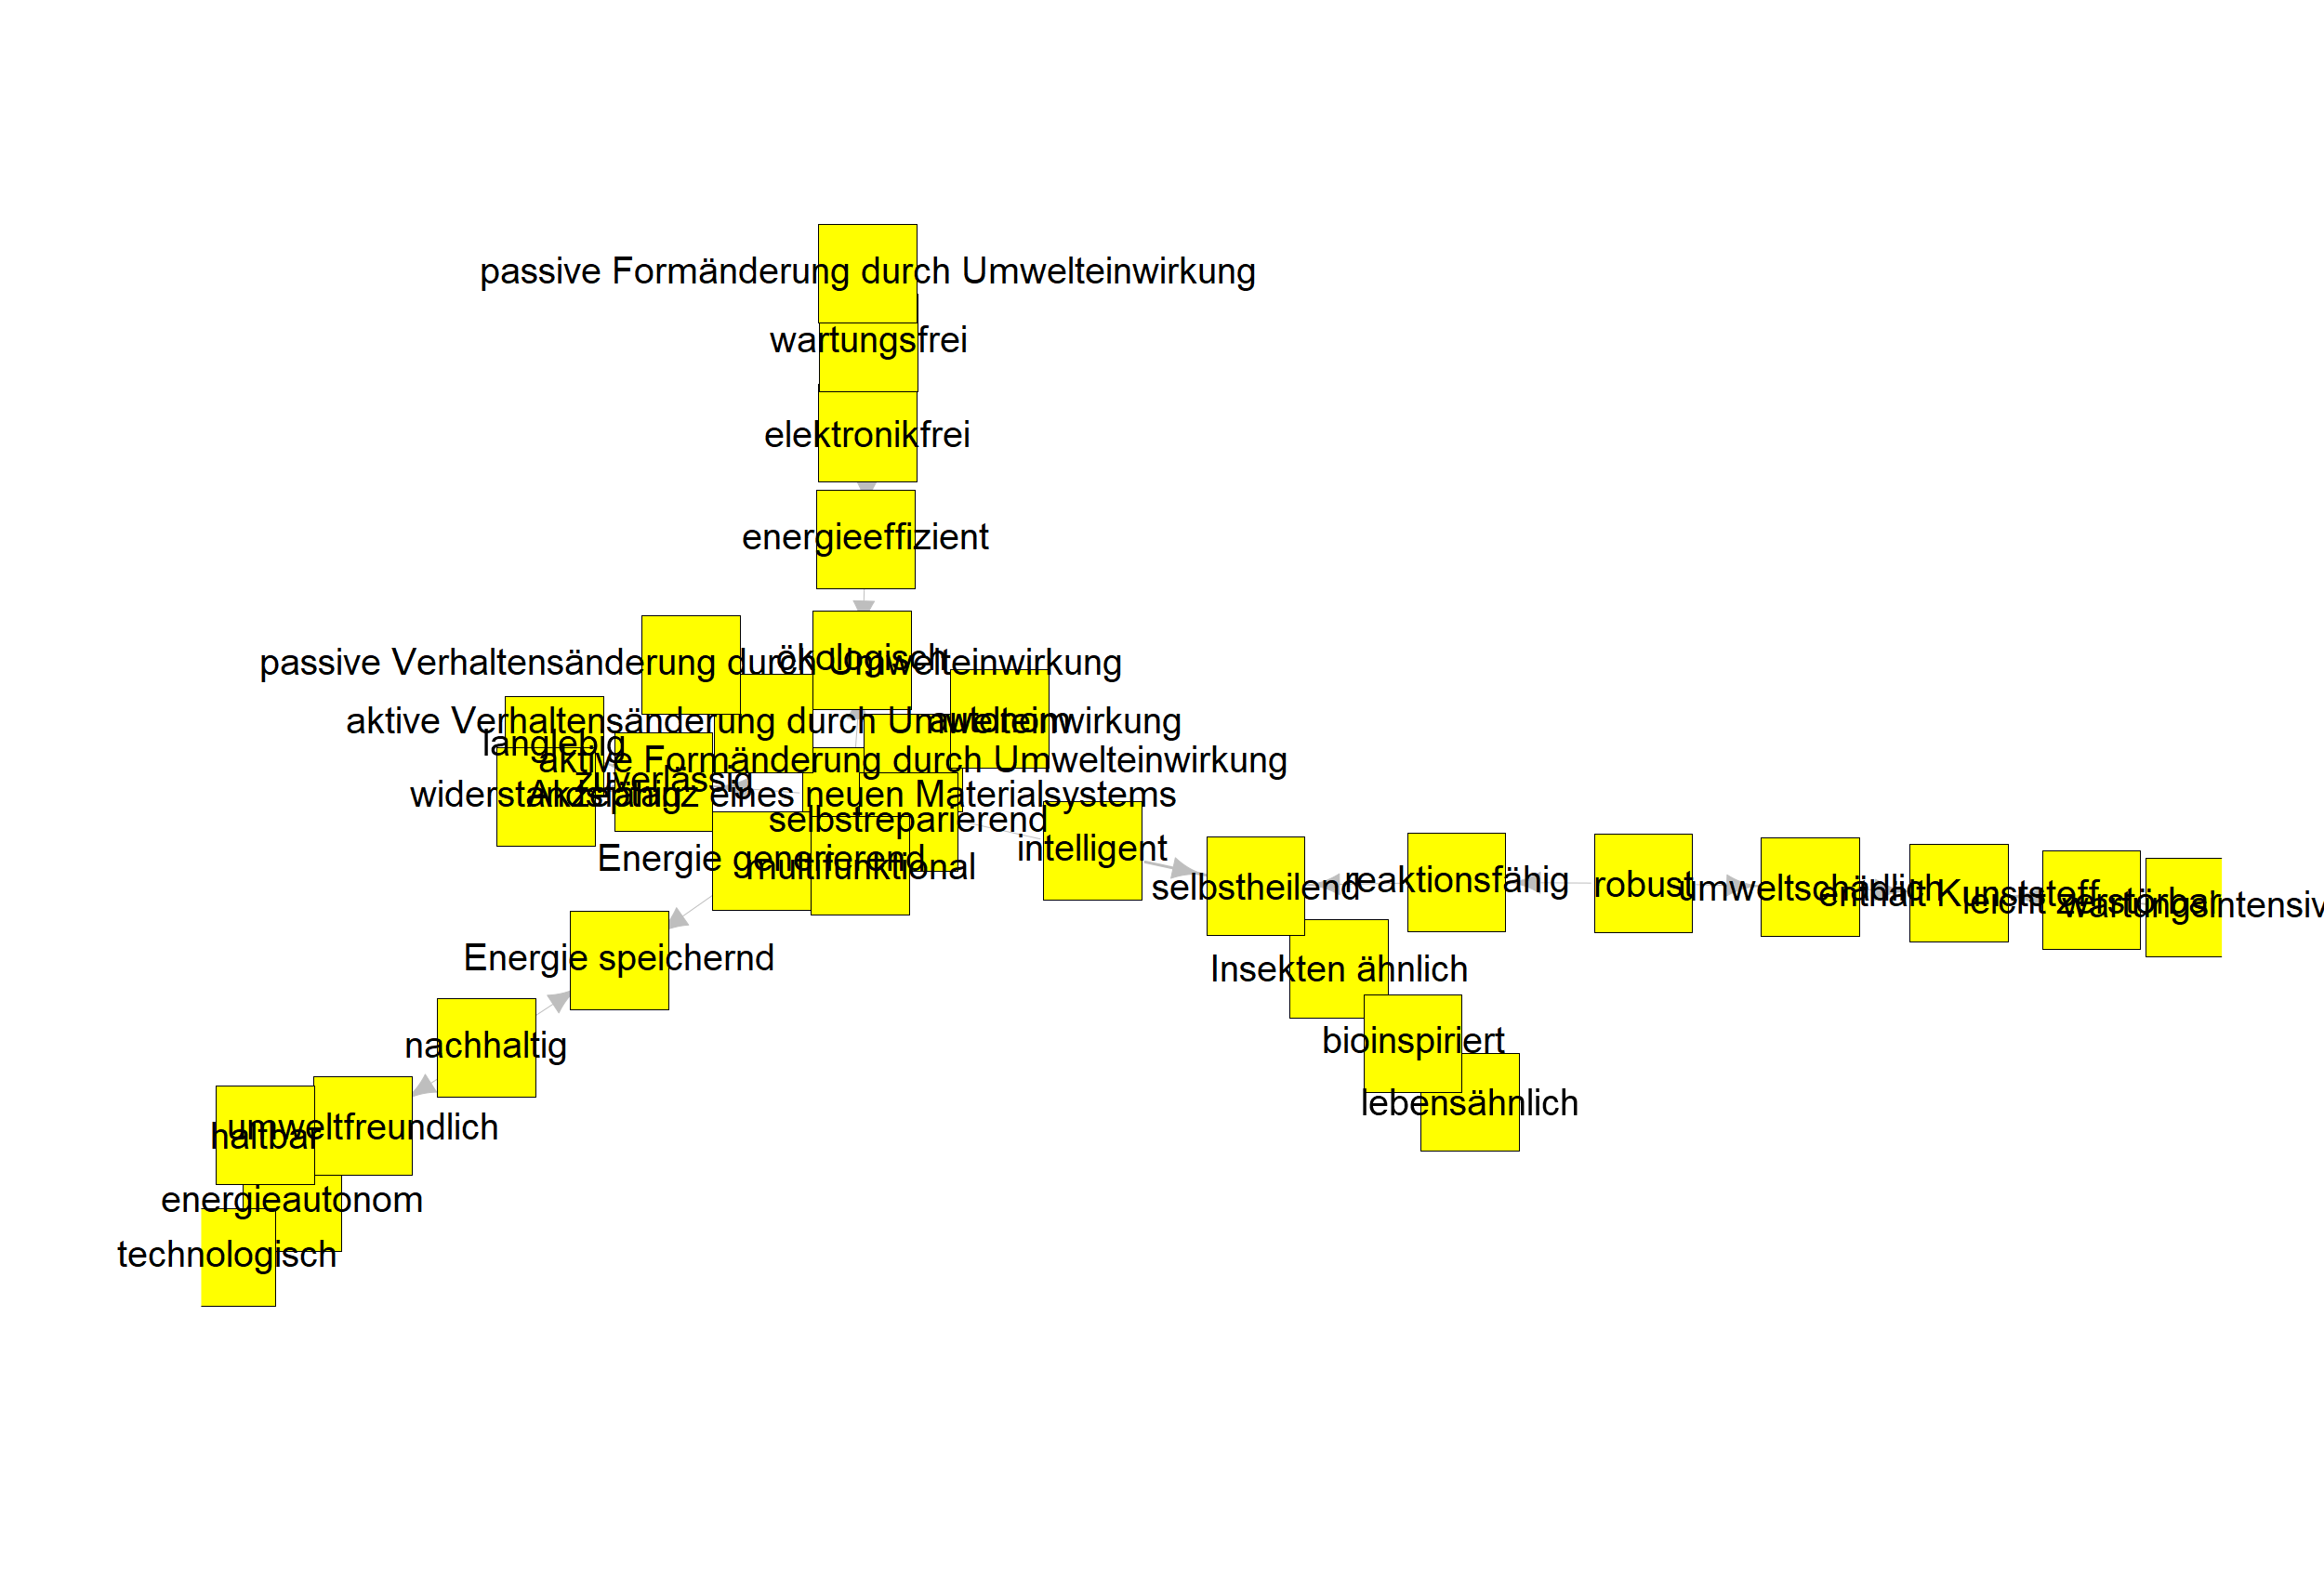 passive Formänderung durch Umwelteinwirkung
wartungsfrei
elektronikfrei
energieeffizient
ökologisch
passive Verhaltensänderung durch Umwelteinwirkung
autonom
aktive Verhaltensänderung durch Umwelteinwirkung
langlebig
aktive Formänderung durch Umwelteinwirkung
zuverlässig
widerstandsfähig
Akzeptanz eines neuen Materialsystems
selbstreparierend
intelligent
Energie generierend
multifunktional
selbstheilend
reaktionsfähig
robust
umweltschädlich
enthält Kunststoff
leicht zerstörbar
wartungsintensiv
Energie speichernd
Insekten ähnlich
nachhaltig
bioinspiriert
lebensähnlich
umweltfreundlich
haltbar
energieautonom
technologisch